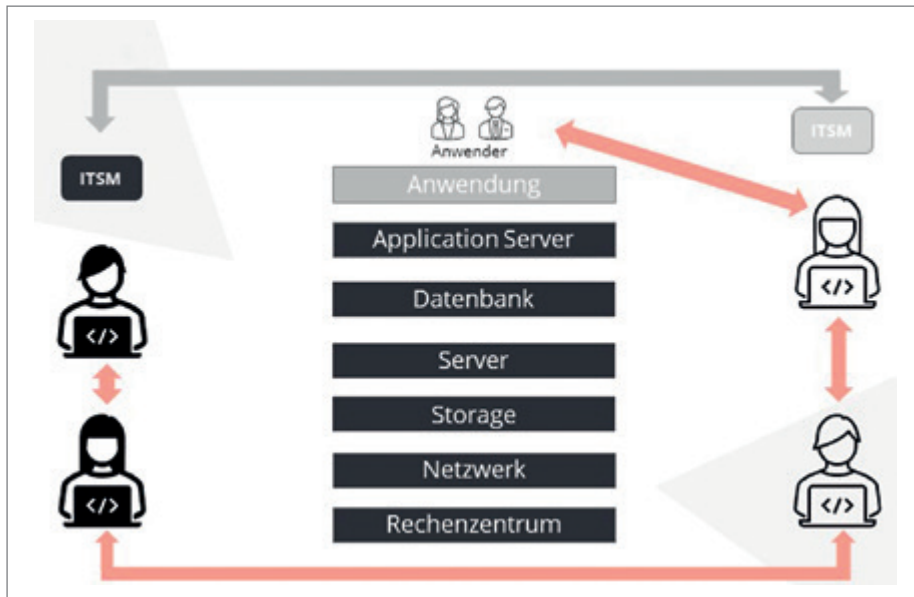 Anwender
ITSM
ITSM
Anwendung
Application Server
Datenbank
</>
</>
Server
Storage
Netzwerk
</>
</>
Rechenzentrum